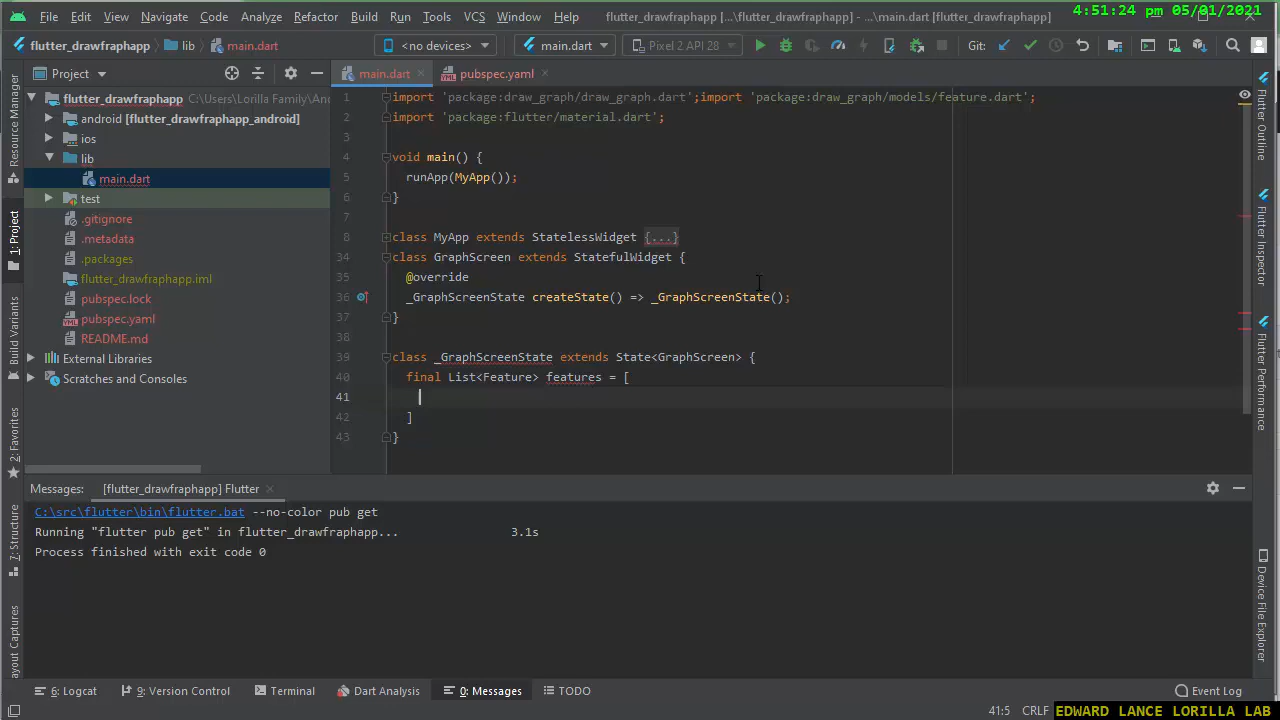 File Edit View Navigate Code Analyze Refactor Build Run Tools VCS Window Help flutter_drawfraphapp [...\flutter_drawfraphapp] - ...\main.dart [flutter_drawfraphapp]
4:51:24 pm 05/01/2021
flutter_drawfraphapp lib main.dart <no devices> main.dart Pixel 2 API 28 Git:
Project main.dart pubspec.yaml
flutter_drawfraphapp C:\Users\Lorilla Family\And
android [flutter_drawfraphapp_android]
ios
lib
main.dart
test
.gitignore
.metadata
.packages
flutter_drawfraphapp.iml
pubspec.lock
pubspec.yaml
README.md
External Libraries
Scratches and Consoles
1 import 'package:draw_graph/draw_graph.dart';import 'package:draw_graph/models/feature.dart';
2 import 'package:flutter/material.dart';
3
4 void main() {
5 runApp(MyApp());
6 }
7
8 class MyApp extends StatelessWidget {...}
34 class GraphScreen extends StatefulWidget {
35 @override
36 _GraphScreenState createState() => _GraphScreenState();
37 }
38
39 class _GraphScreenState extends State<GraphScreen> {
40 final List<Feature> features = [
41
42 ]
43 }
Resource Manager
1: Project
Build Variants
2: Favorites
7: Structure
ayout Captures
Flutter Outline
Flutter Inspector
Flutter Performance
Device File Explorer
Messages: [flutter_drawfraphapp] Flutter
C:\src\flutter\bin\flutter.bat --no-color pub get
Running "flutter pub get" in flutter_drawfraphapp... 3.1s
Process finished with exit code 0
6: Logcat 9: Version Control Terminal Dart Analysis 0: Messages TODO Event Log
41:5 CRLF EDWARD LANCE LORILLA LAB